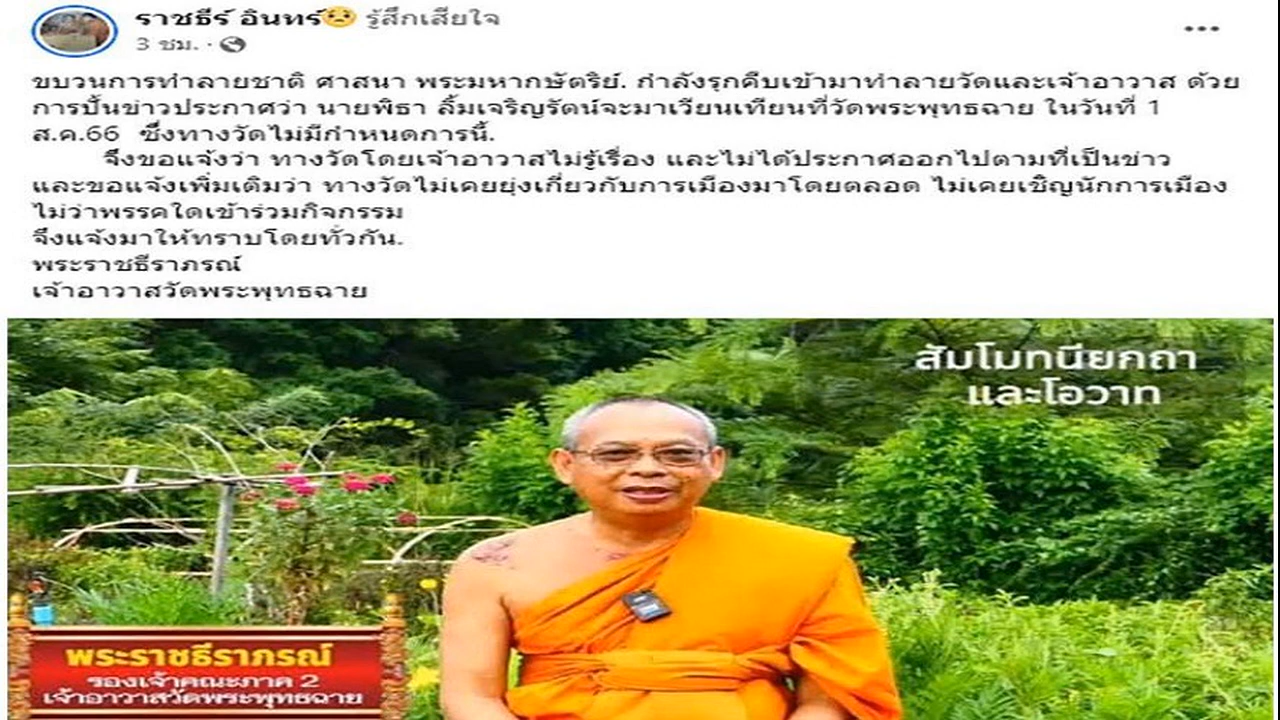 ราชธีร์ อินทร์ รู้สึกเสียใจ
3 ชม. ·
ขบวนการทำลายชาติ ศาสนา พระมหากษัตริย์. กำลังรุกคืบเข้ามาทำลายวัดและเจ้าอาวาส ด้วย
การปั้นข่าวประกาศว่า นายพิธา ลิ้มเจริญรัตน์จะมาเวียนเทียนที่วัดพระพุทธฉาย ในวันที่ 1
ส.ค.66 ซึ่งทางวัดไม่มีกำหนดการนี้.
จึงขอแจ้งว่า ทางวัดโดยเจ้าอาวาสไม่รู้เรื่อง และไม่ได้ประกาศออกไปตามที่เป็นข่าว
และขอแจ้งเพิ่มเติมว่า ทางวัดไม่เคยยุ่งเกี่ยวกับการเมืองมาโดยตลอด ไม่เคยเชิญนักการเมือง
ไม่ว่าพรรคใดเข้าร่วมกิจกรรม
จึงแจ้งมาให้ทราบโดยทั่วกัน.
พระราชธีราภรณ์
เจ้าอาวาสวัดพระพุทธฉาย
สัมโมทนียกถา
และโอวาท
พระราชธีราภรณ์
รองเจ้าคณะภาค 2
เจ้าอาวาสวัดพระพุทธฉาย